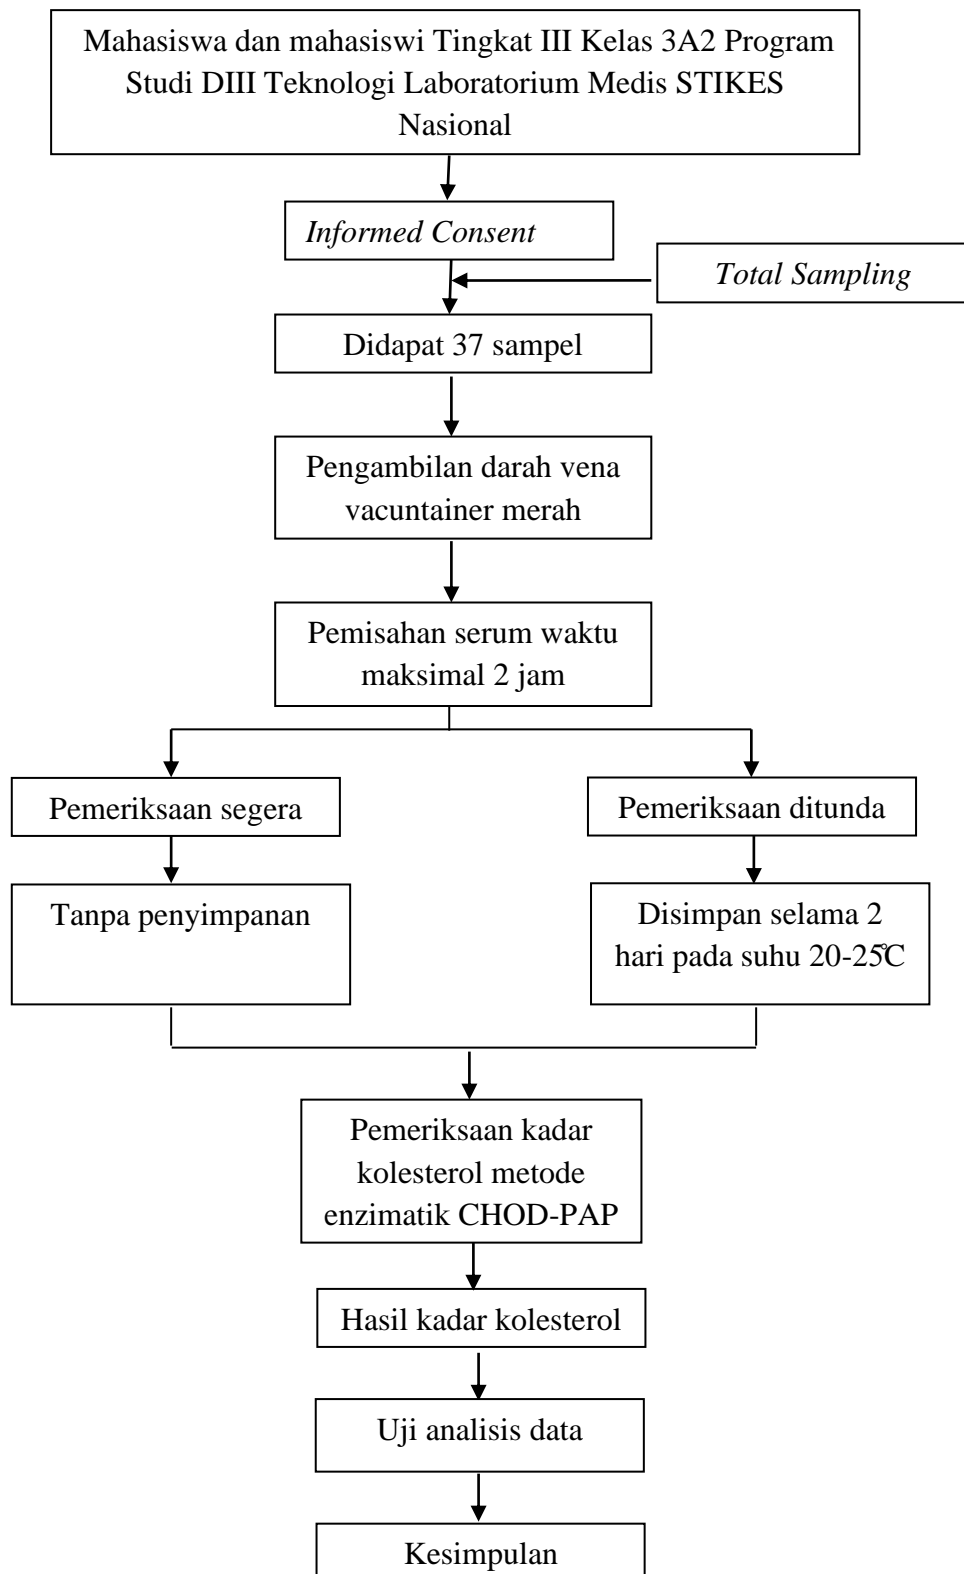 Mahasiswa dan mahasiswi Tingkat III Kelas 3A2 Program
Studi DIII Teknologi Laboratorium Medis STIKES
Nasional
Informed Consent
Total Sampling
Didapat 37 sampel
Pengambilan darah vena
vacuntainer merah
Pemisahan serum waktu
maksimal 2 jam
Pemeriksaan segera
Pemeriksaan ditunda
Tanpa penyimpanan
Disimpan selama 2
hari pada suhu 20-25°C
Pemeriksaan kadar
kolesterol metode
enzimatik CHOD-PAP
Hasil kadar kolesterol
Uji analisis data
Kesimpulan